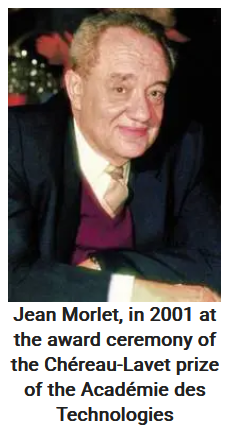 Jean Morlet, in 2001 at
the award ceremony of
the Chéreau-Lavet prize
of the Académie des
Technologies